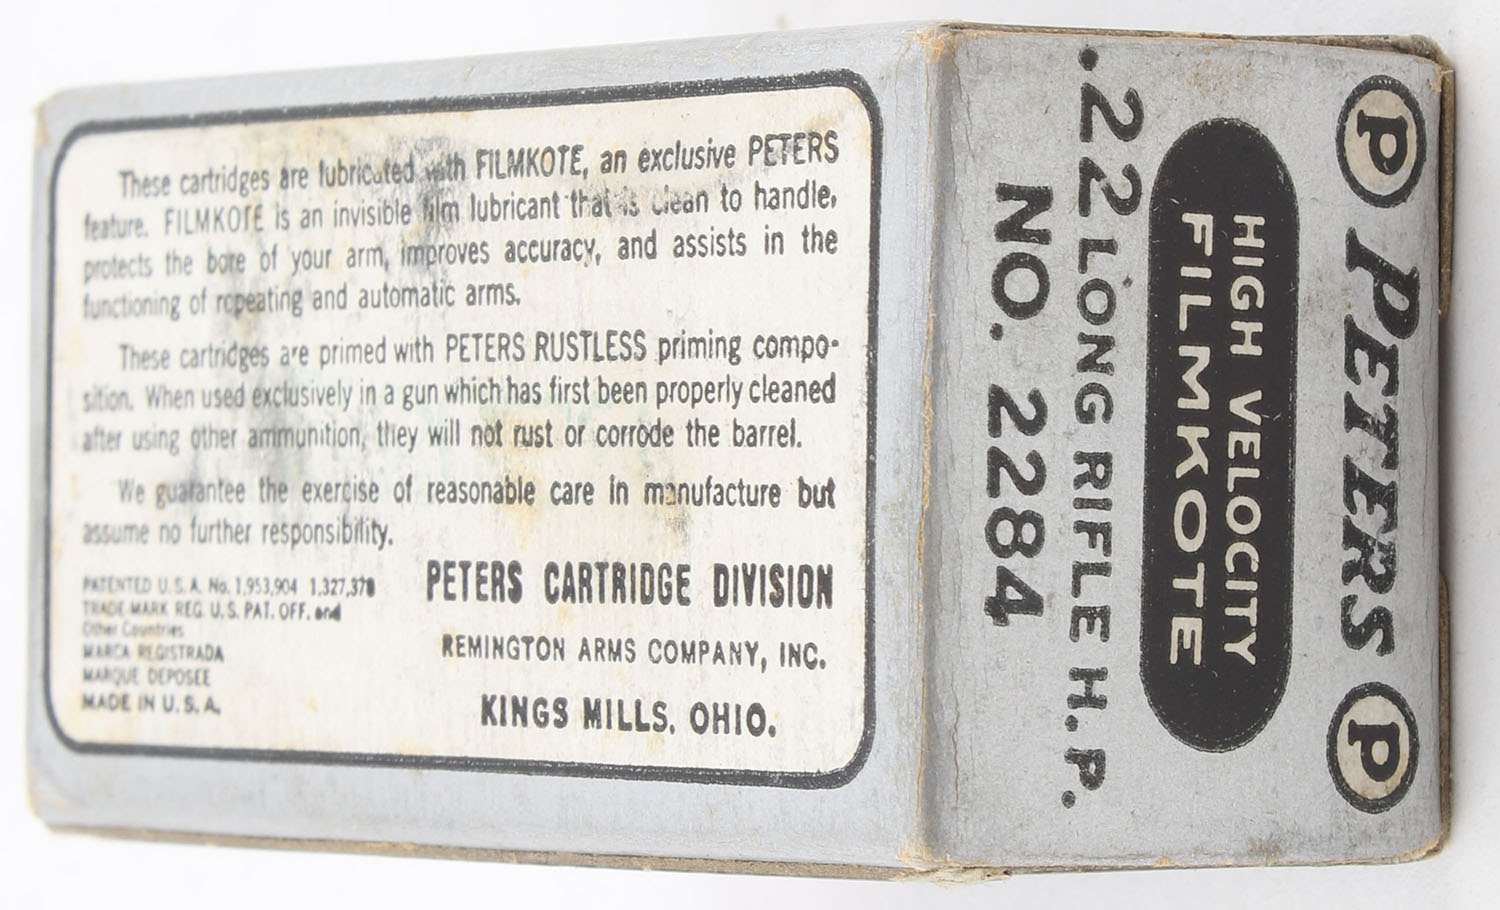 These cartridges are lubricated with FILMKOTE, an exclusive PETERS
feature. FILMKOTE is an invisible film lubricant that is clean to handle,
protects the bore of your arm, improves accuracy, and assists in the
functioning of repeating and automatic arms.
These cartridges are primed with PETERS RUSTLESS priming compo-
sition. When used exclusively in a gun which has first been properly cleaned
after using other ammunition, they will not rust or corrode the barrel.
We guarantee the exercise of reasonable care in manufacture but
assume no further responsibility.
PATENTED U.S.A. No. 1,953,904 1,327,378
TRADE MARK REG. U.S. PAT. OFF. and
Other Countries
MARCA REGISTRADA
MARQUE DEPOSEE
MADE IN U.S.A.
PETERS CARTRIDGE DIVISION
REMINGTON ARMS COMPANY, INC.
KINGS MILLS, OHIO.
P PETERS P
HIGH VELOCITY
FILMKOTE
.22 LONG RIFLE H.P.
NO. 2284